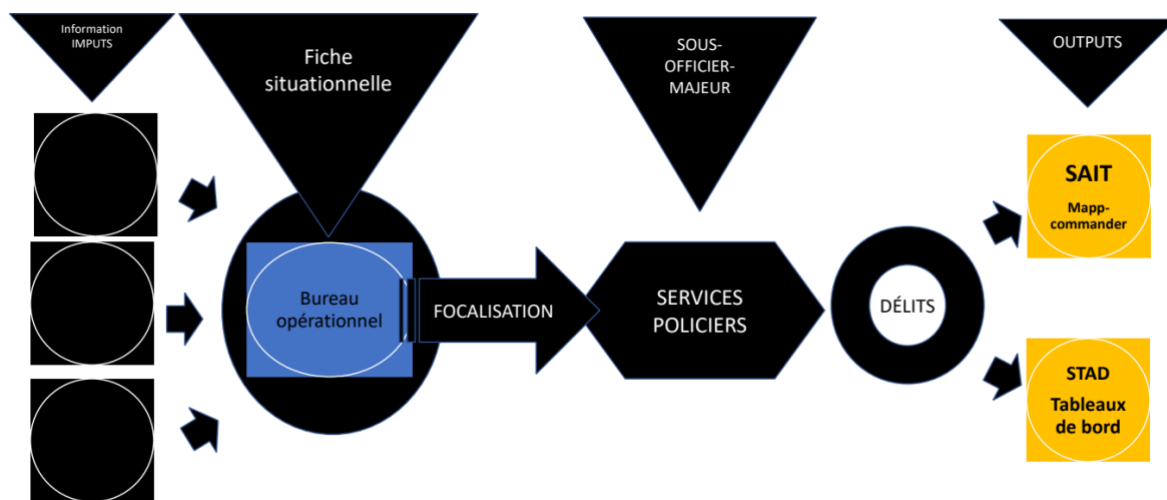 Information
IMPUTS
Fiche
situationnelle
SOUS-
OFFICIER-
MAJEUR
OUTPUTS
SAIT
Mapp-
commander
Bureau
opérationnel
FOCALISATION
SERVICES
POLICIERS
DÉLITS
STAD
Tableaux
de bord